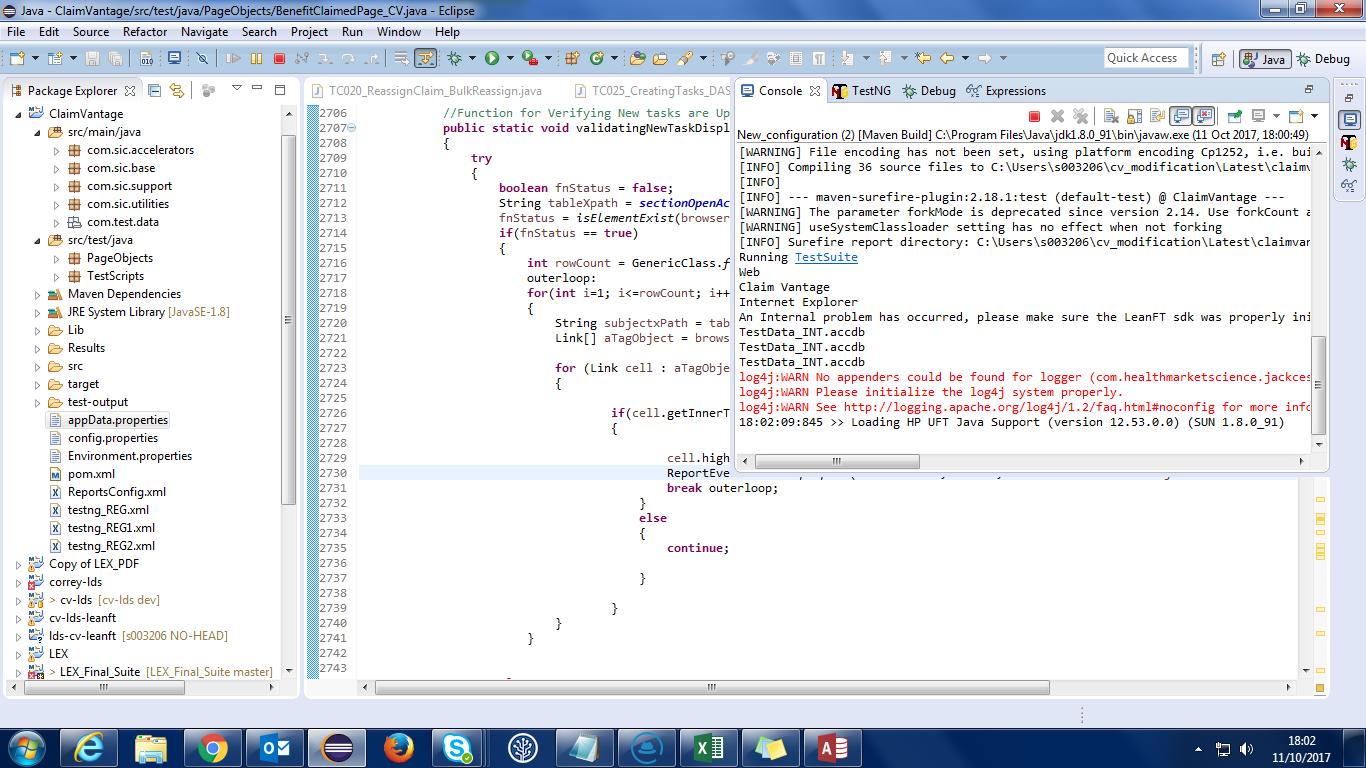 Java - ClaimVantage/src/test/java/PageObjects/BenefitClaimedPage_CV.java - Eclipse
File Edit Source Refactor Navigate Search Project Run Window Help
Quick Access
Java
Debug
Package Explorer
ClaimVantage
src/main/java
com.sic.accelerators
com.sic.base
com.sic.support
com.sic.utilities
com.test.data
src/test/java
PageObjects
TestScripts
Maven Dependencies
JRE System Library [JavaSE-1.8]
Lib
Results
src
target
test-output
appData.properties
config.properties
Environment.properties
pom.xml
ReportsConfig.xml
testng_REG.xml
testng_REG1.xml
testng_REG2.xml
Copy of LEX_PDF
correy-lds
> cv-lds [cv-lds dev]
cv-lds-leanft
lds-cv-leanft [s003206 NO-HEAD]
LEX
> LEX_Final_Suite [LEX_Final_Suite master]
TC020_ReassignClaim_BulkReassign.java
TC025_CreatingTasks_DAS
2706 //Function for Verifying New tasks are Up
2707 public static void validatingNewTaskDispl
2708 {
2709 try
2710 {
2711 boolean fnStatus = false;
2712 String tableXpath = sectionOpenAc
2713 fnStatus = isElementExist(browser
2714 if(fnStatus == true)
2715 {
2716 int rowCount = GenericClass.f
2717 outerloop:
2718 for(int i=1; i<=rowCount; i++
2719 {
2720 String subjectxPath = tab
2721 Link[] aTagObject = brows
2722
2723 for (Link cell : aTagObje
2724 {
2725
2726 if(cell.getInnerT
2727 {
2728
2729 cell.high
2730 ReportEve
2731 break outerloop;
2732 }
2733 else
2734 {
2735 continue;
2736
2737 }
2738
2739 }
2740 }
2741 }
2742
2743
Console
TestNG
Debug
Expressions
New_configuration (2) [Maven Build] C:\Program Files\Java\jdk1.8.0_91\bin\javaw.exe (11 Oct 2017, 18:00:49)
[WARNING] File encoding has not been set, using platform encoding Cp1252, i.e. bui
[INFO] Compiling 36 source files to C:\Users\s003206\cv_modification\Latest\claimv
[INFO]
[INFO] --- maven-surefire-plugin:2.18.1:test (default-test) @ ClaimVantage ---
[WARNING] The parameter forkMode is deprecated since version 2.14. Use forkCount a
[WARNING] useSystemClassloader setting has no effect when not forking
[INFO] Surefire report directory: C:\Users\s003206\cv_modification\Latest\claimvan
Running TestSuite
Web
Claim Vantage
Internet Explorer
An Internal problem has occurred, please make sure the LeanFT sdk was properly ini
TestData_INT.accdb
TestData_INT.accdb
TestData_INT.accdb
log4j:WARN No appenders could be found for logger (com.healthmarketscience.jackces
log4j:WARN Please initialize the log4j system properly.
log4j:WARN See http://logging.apache.org/log4j/1.2/faq.html#noconfig for more info
18:02:09:845 >> Loading HP UFT Java Support (version 12.53.0.0) (SUN 1.8.0_91)
18:02
11/10/2017